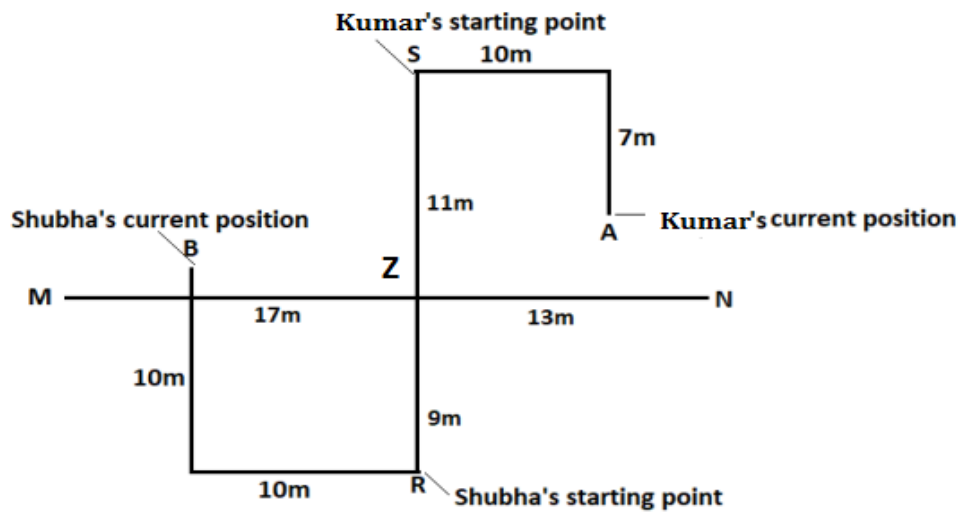 Kumar's starting point
S
10m
7m
11m
Shubha's current position
Kumar's current position
B
A
Z
M
N
17m
13m
10m
9m
10m
R
Shubha's starting point